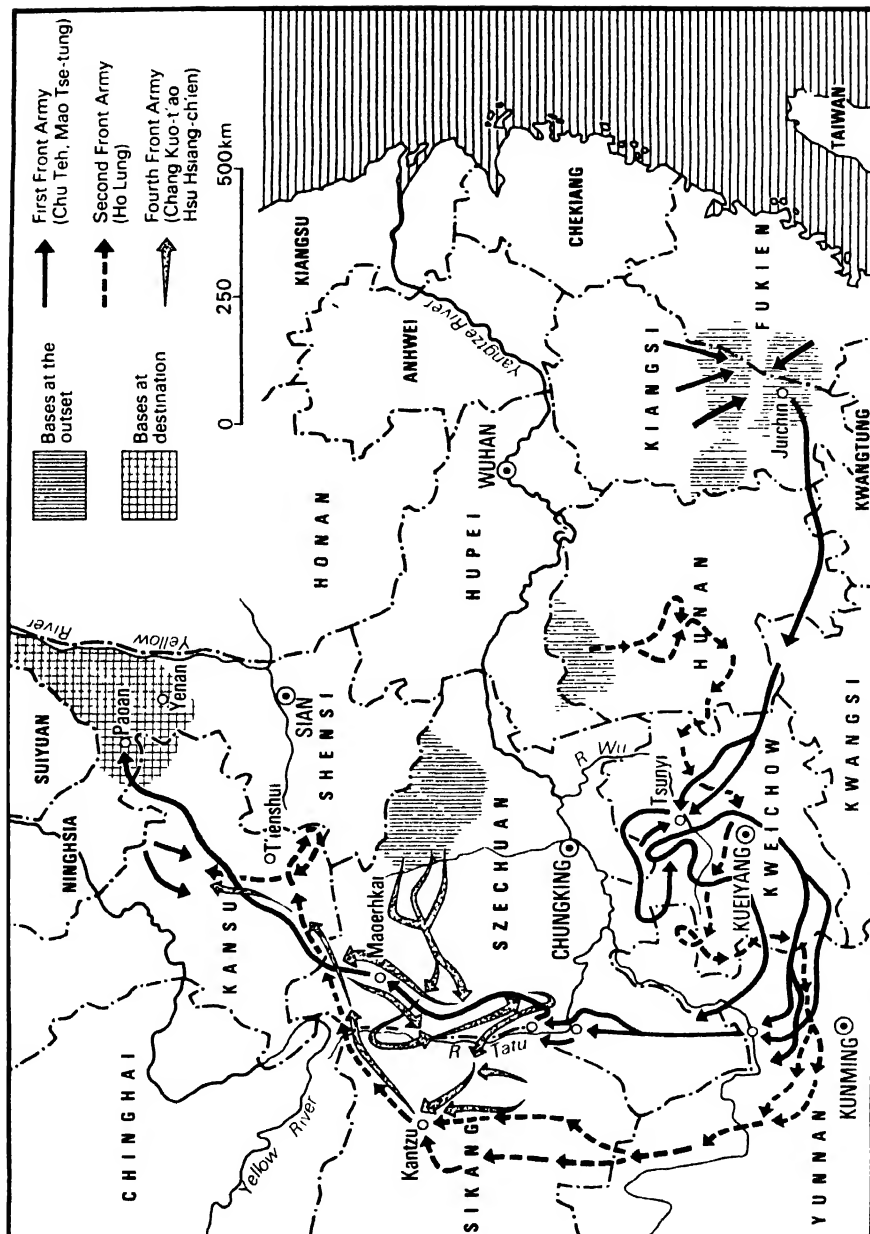 Bases at the
outset
Bases at
destination
First Front Army
(Chu Teh, Mao Tse-tung)
Second Front Army
(Ho Lung)
Fourth Front Army
(Chang Kuo-t'ao
Hsu Hsiang-chien)
0
250
500km
SUIYUAN
NINGHSIA
Paoan
Yenan
Yellow
River
CHINGHAI
KANSU
T'ienshui
SIAN
SHENSI
HONAN
KIANGSU
ANHWEI
Yangtze River
Yellow River
Maoerhkai
SZECHUAN
HUPEI
WUHAN
CHEKIANG
Kantzu
SIKANG
R Tatu
CHUNGKING
R Wu
HUNAN
KIANGSI
FUKIEN
TAIWAN
Tsunyi
KUEIYANG
KWEICHOW
Juichin
YUNNAN
KUNMING
KWANGSI
KWANGTUNG